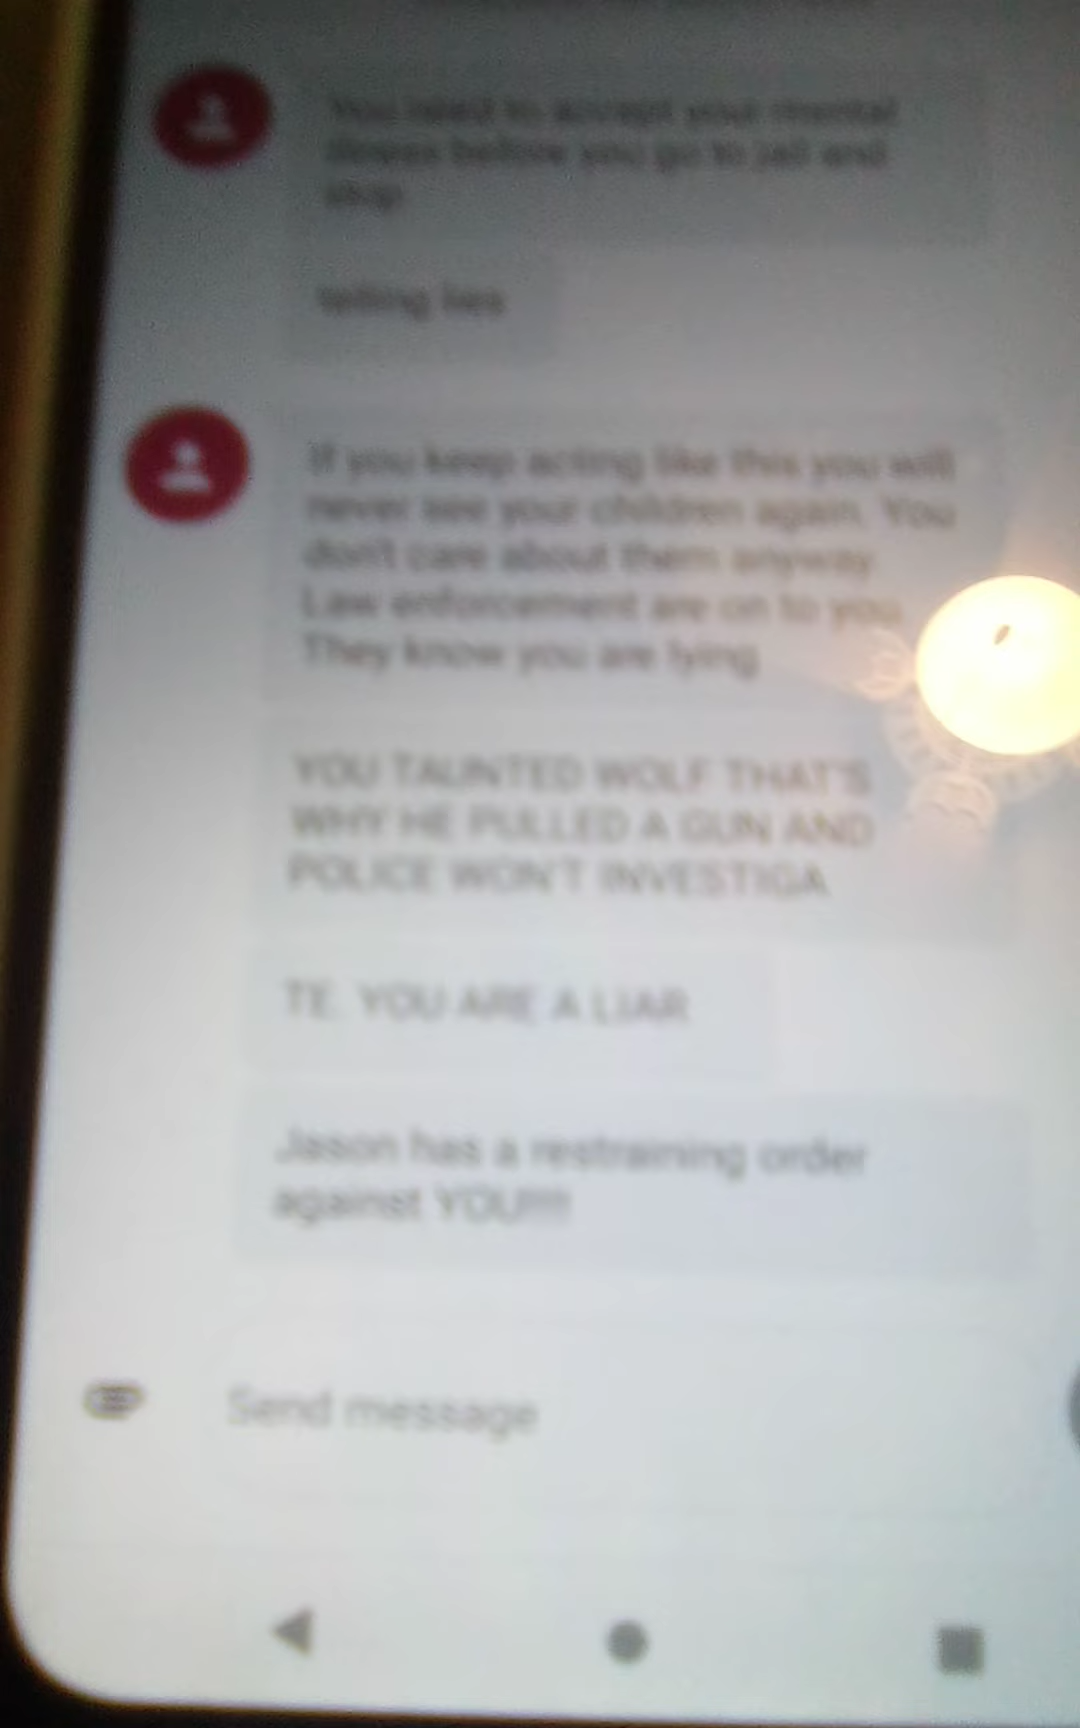 You need to accept your mental
illness before you go to jail and
stop
telling lies
If you keep acting like this you will
never see your children again. You
don't care about them anyway.
Law enforcement are on to you.
They know you are lying
YOU TAUNTED WOLF THAT'S
WHY HE PULLED A GUN AND
POLICE WON'T INVESTIGA
TE. YOU ARE A LIAR
Jason has a restraining order
against YOU!!!!
Send message